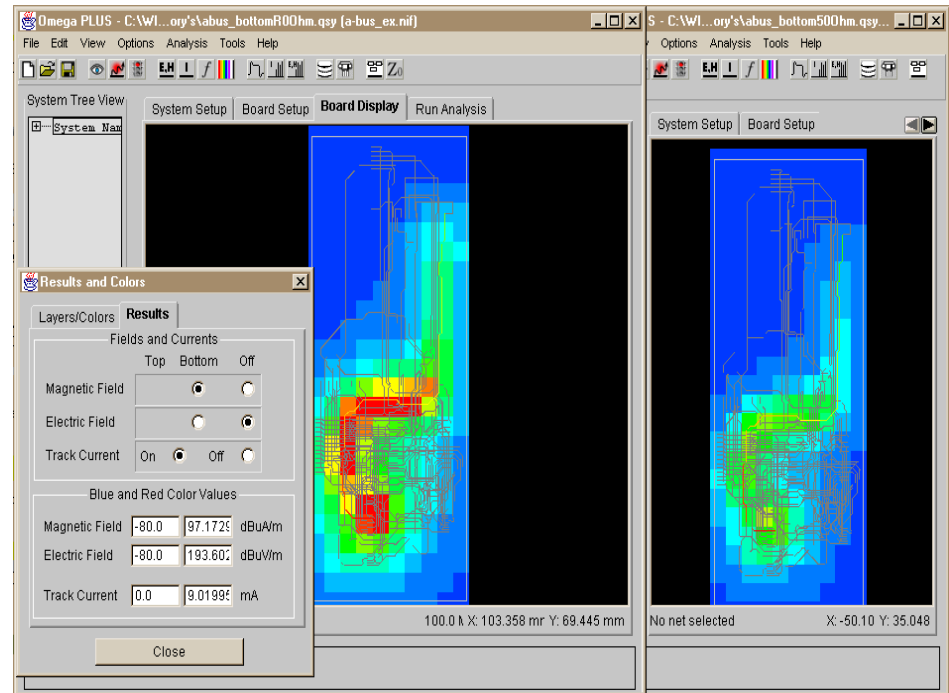 Omega PLUS - C:\WI...ory's\abus_bottomR0Ohm.qsy (a-bus_ex.nif)
File Edit View Options Analysis Tools Help
E,H I f Z0
System Tree View
System Nam
System Setup Board Setup Board Display Run Analysis
100.0 X: 103.358 mr Y: 69.445 mm
S - C:\WI...ory's\abus_bottom50Ohm.qsy...
Options Analysis Tools Help
E,H I f
System Setup Board Setup
No net selected X: -50.10 Y: 35.048
Results and Colors
Layers/Colors Results
Fields and Currents
Top Bottom Off
Magnetic Field
Electric Field
Track Current On Off
Blue and Red Color Values
Magnetic Field -80.0 97.1729 dBuA/m
Electric Field -80.0 193.602 dBuV/m
Track Current 0.0 9.01995 mA
Close